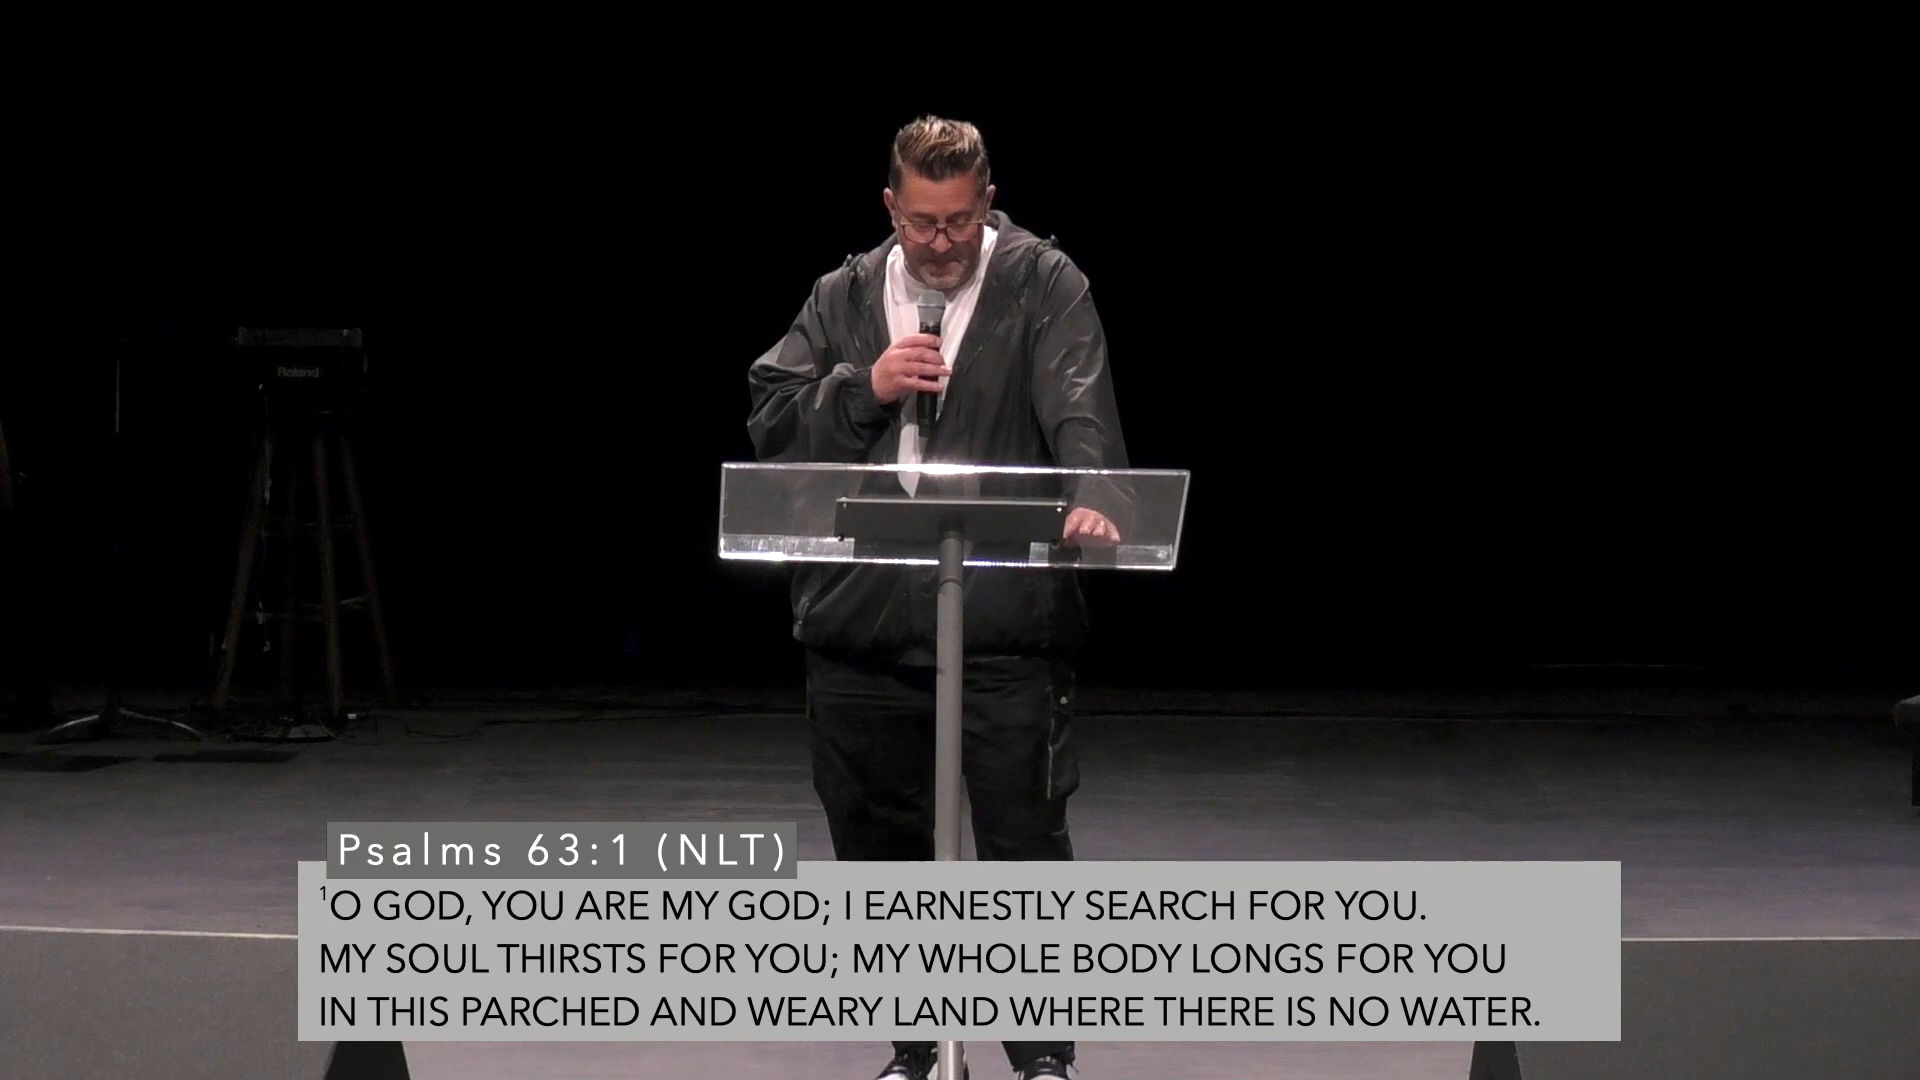 Roland
Psalms 63:1 (NLT)
¹O GOD, YOU ARE MY GOD; I EARNESTLY SEARCH FOR YOU.
MY SOUL THIRSTS FOR YOU; MY WHOLE BODY LONGS FOR YOU
IN THIS PARCHED AND WEARY LAND WHERE THERE IS NO WATER.